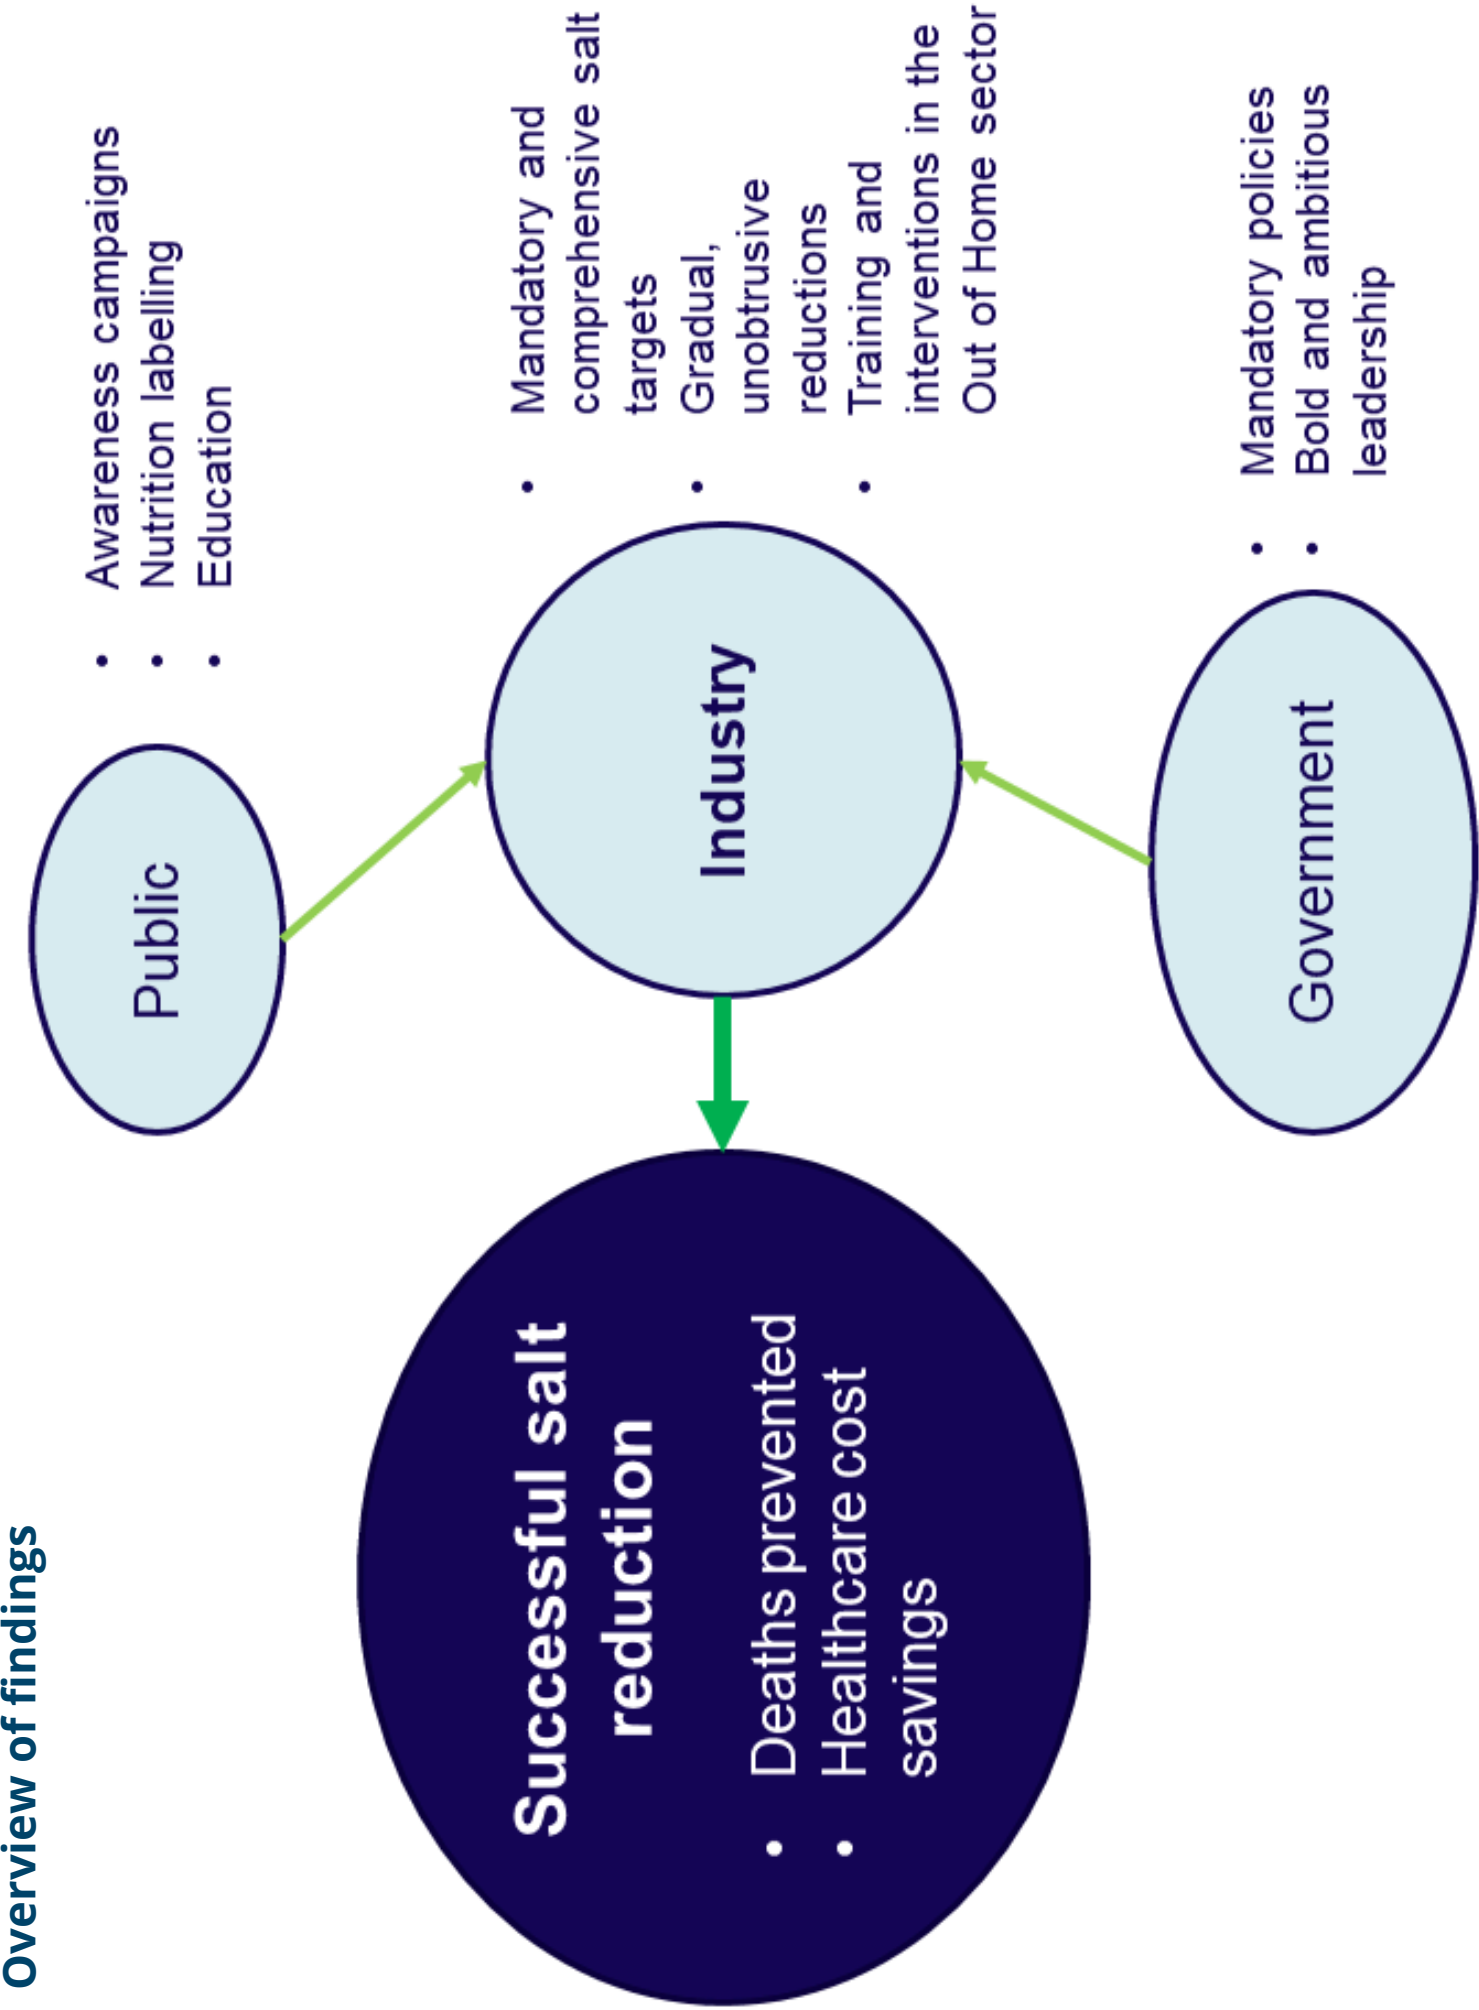 Overview of findings
Public
• Awareness campaigns
• Nutrition labelling
• Education
Successful salt
reduction
• Deaths prevented
• Healthcare cost
savings
Industry
• Mandatory and
comprehensive salt
targets
• Gradual,
unobtrusive
reductions
• Training and
interventions in the
Out of Home sector
Government
• Mandatory policies
• Bold and ambitious
leadership